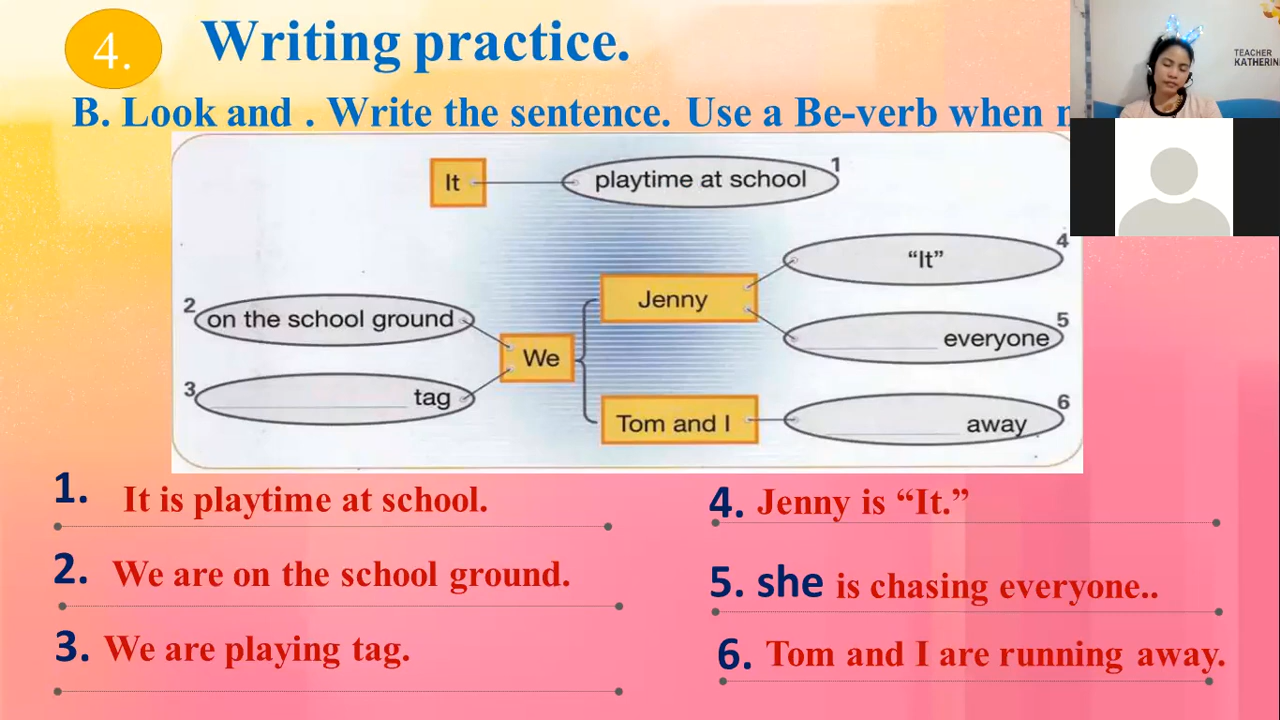 4. Writing practice.
TEACHER
KATHERIN
B. Look and . Write the sentence. Use a Be-verb when
It
playtime at school
1
"It"
4
Jenny
2
on the school ground
We
everyone
5
3
tag
Tom and I
away
6
1. It is playtime at school.
2. We are on the school ground.
3. We are playing tag.
4. Jenny is “It.”
5. she is chasing everyone..
6. Tom and I are running away.